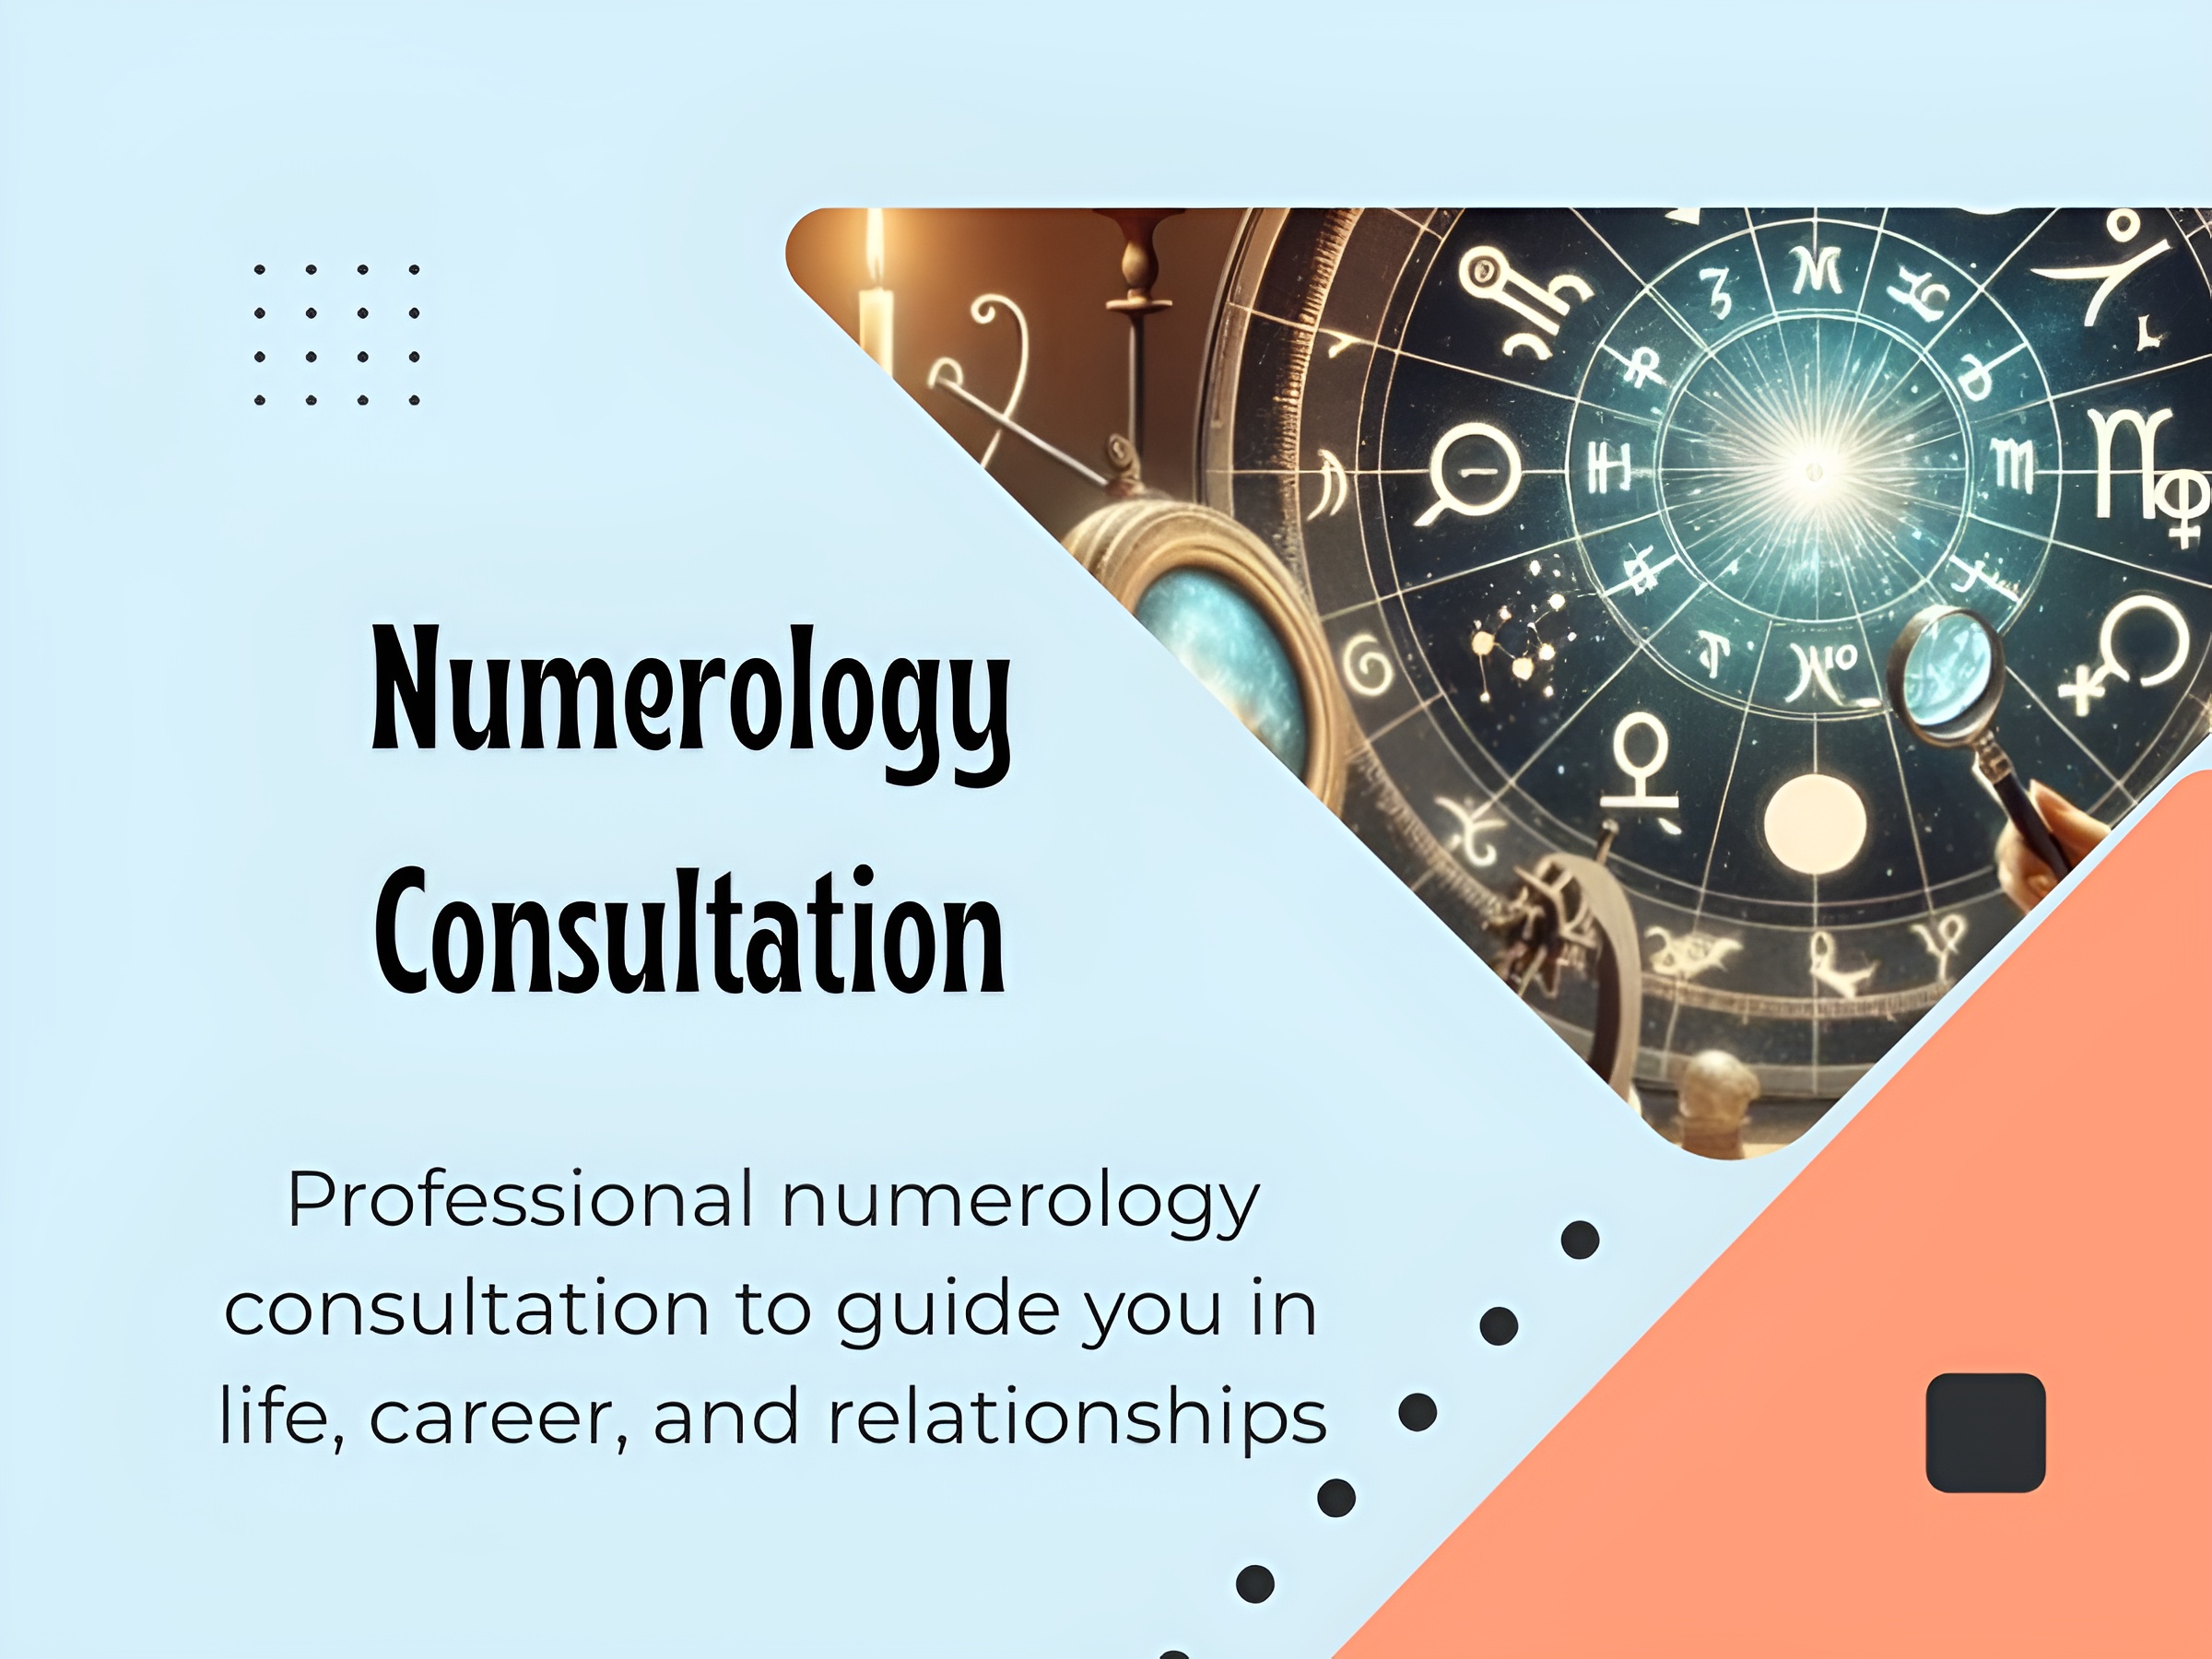 Numerology
Consultation
Professional numerology
consultation to guide you in
life, career, and relationships